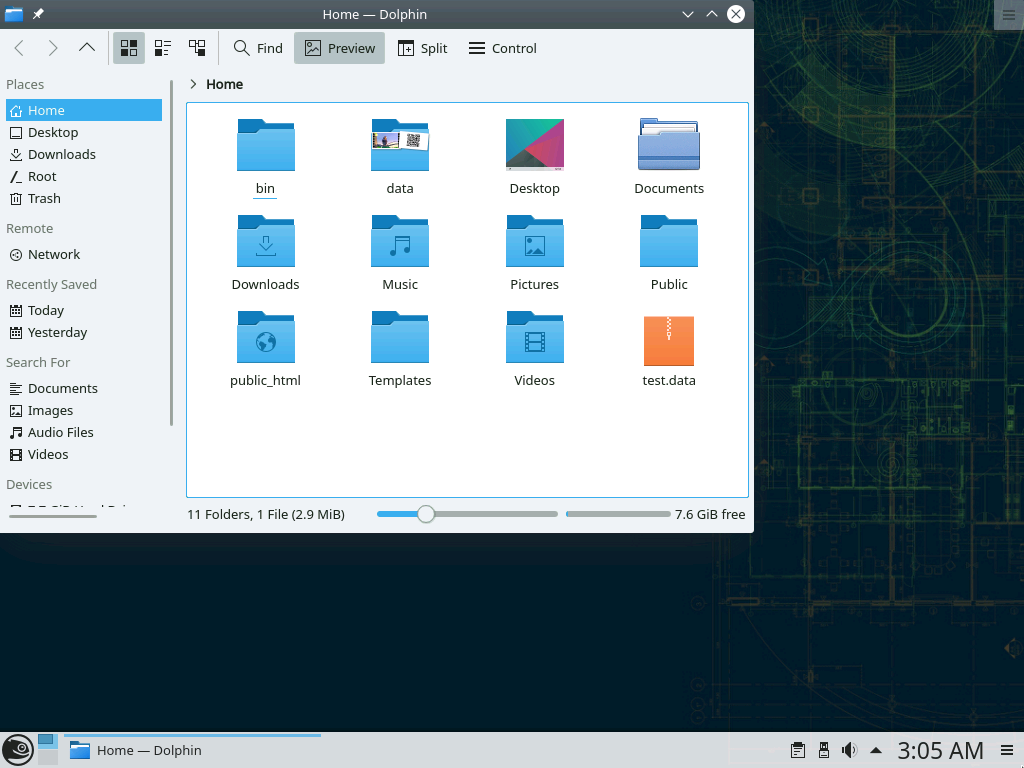 Home — Dolphin
Find
Preview
Split
Control
Places
Home
Desktop
Downloads
Root
Trash
Remote
Network
Recently Saved
Today
Yesterday
Search For
Documents
Images
Audio Files
Videos
Devices
Home
bin
data
Desktop
Documents
Downloads
Music
Pictures
Public
public_html
Templates
Videos
test.data
11 Folders, 1 File (2.9 MiB)
7.6 GiB free
Home — Dolphin
3:05 AM